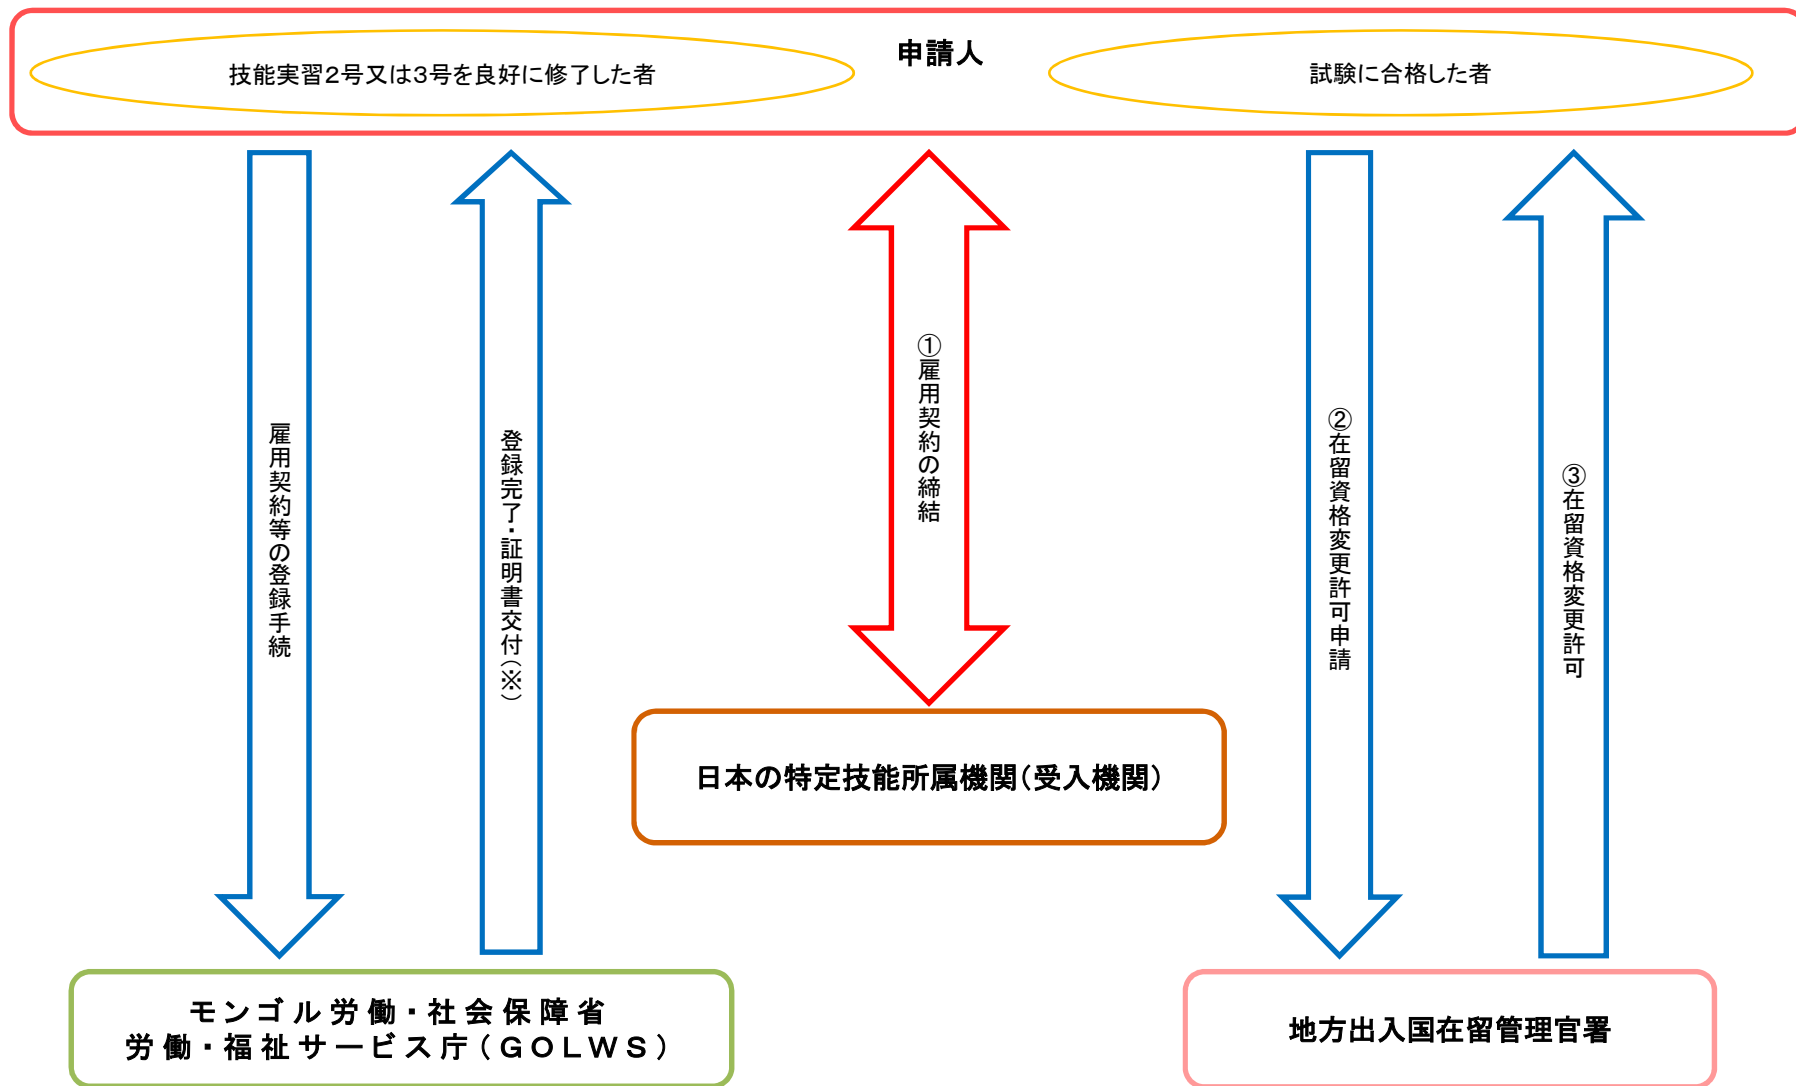 申請人
技能実習２号又は３号を良好に修了した者
試験に合格した者
雇用契約等の登録手続
登録完了・証明書交付（※）
①雇用契約の締結
②在留資格変更許可申請
③在留資格変更許可
日本の特定技能所属機関（受入機関）
モンゴル労働・社会保障省
労働・福祉サービス庁（ＧＯＬＷＳ）
地方出入国在留管理官署